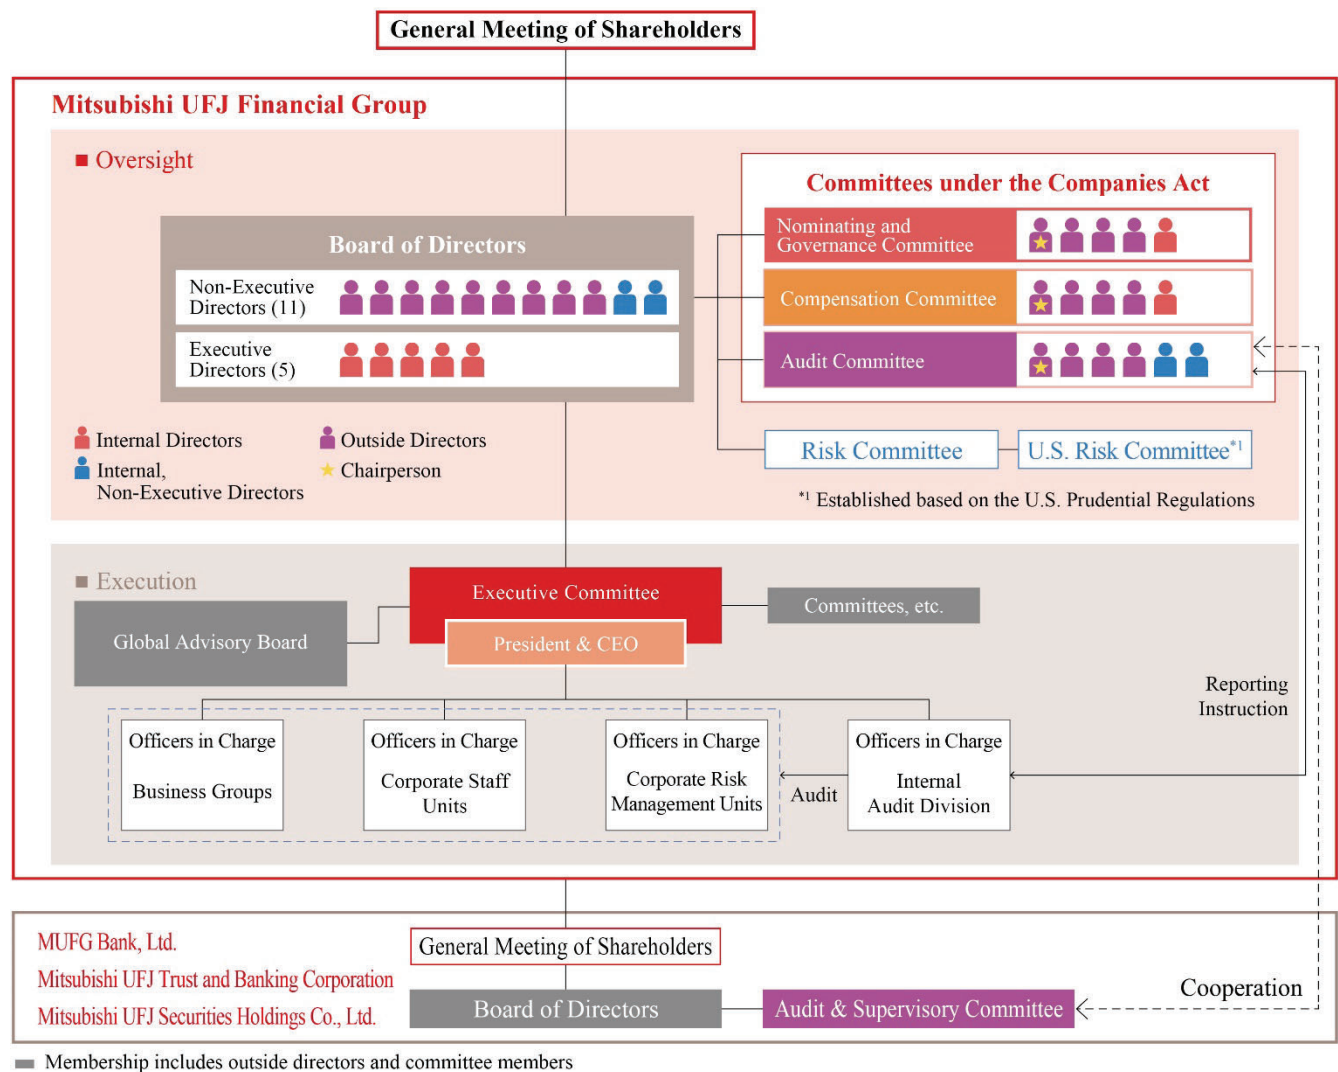 General Meeting of Shareholders
Mitsubishi UFJ Financial Group
Oversight
Board of Directors
Non-Executive
Directors (11)
Executive
Directors (5)
Committees under the Companies Act
Nominating and
Governance Committee
Compensation Committee
Audit Committee
Risk Committee
U.S. Risk Committee*1
Internal Directors
Outside Directors
Internal,
Non-Executive Directors
Chairperson
*1 Established based on the U.S. Prudential Regulations
Execution
Executive Committee
President & CEO
Global Advisory Board
Committees, etc.
Reporting
Instruction
Officers in Charge
Business Groups
Officers in Charge
Corporate Staff
Units
Officers in Charge
Corporate Risk
Management Units
Audit
Officers in Charge
Internal
Audit Division
MUFG Bank, Ltd.
Mitsubishi UFJ Trust and Banking Corporation
Mitsubishi UFJ Securities Holdings Co., Ltd.
General Meeting of Shareholders
Board of Directors
Audit & Supervisory Committee
Cooperation
Membership includes outside directors and committee members